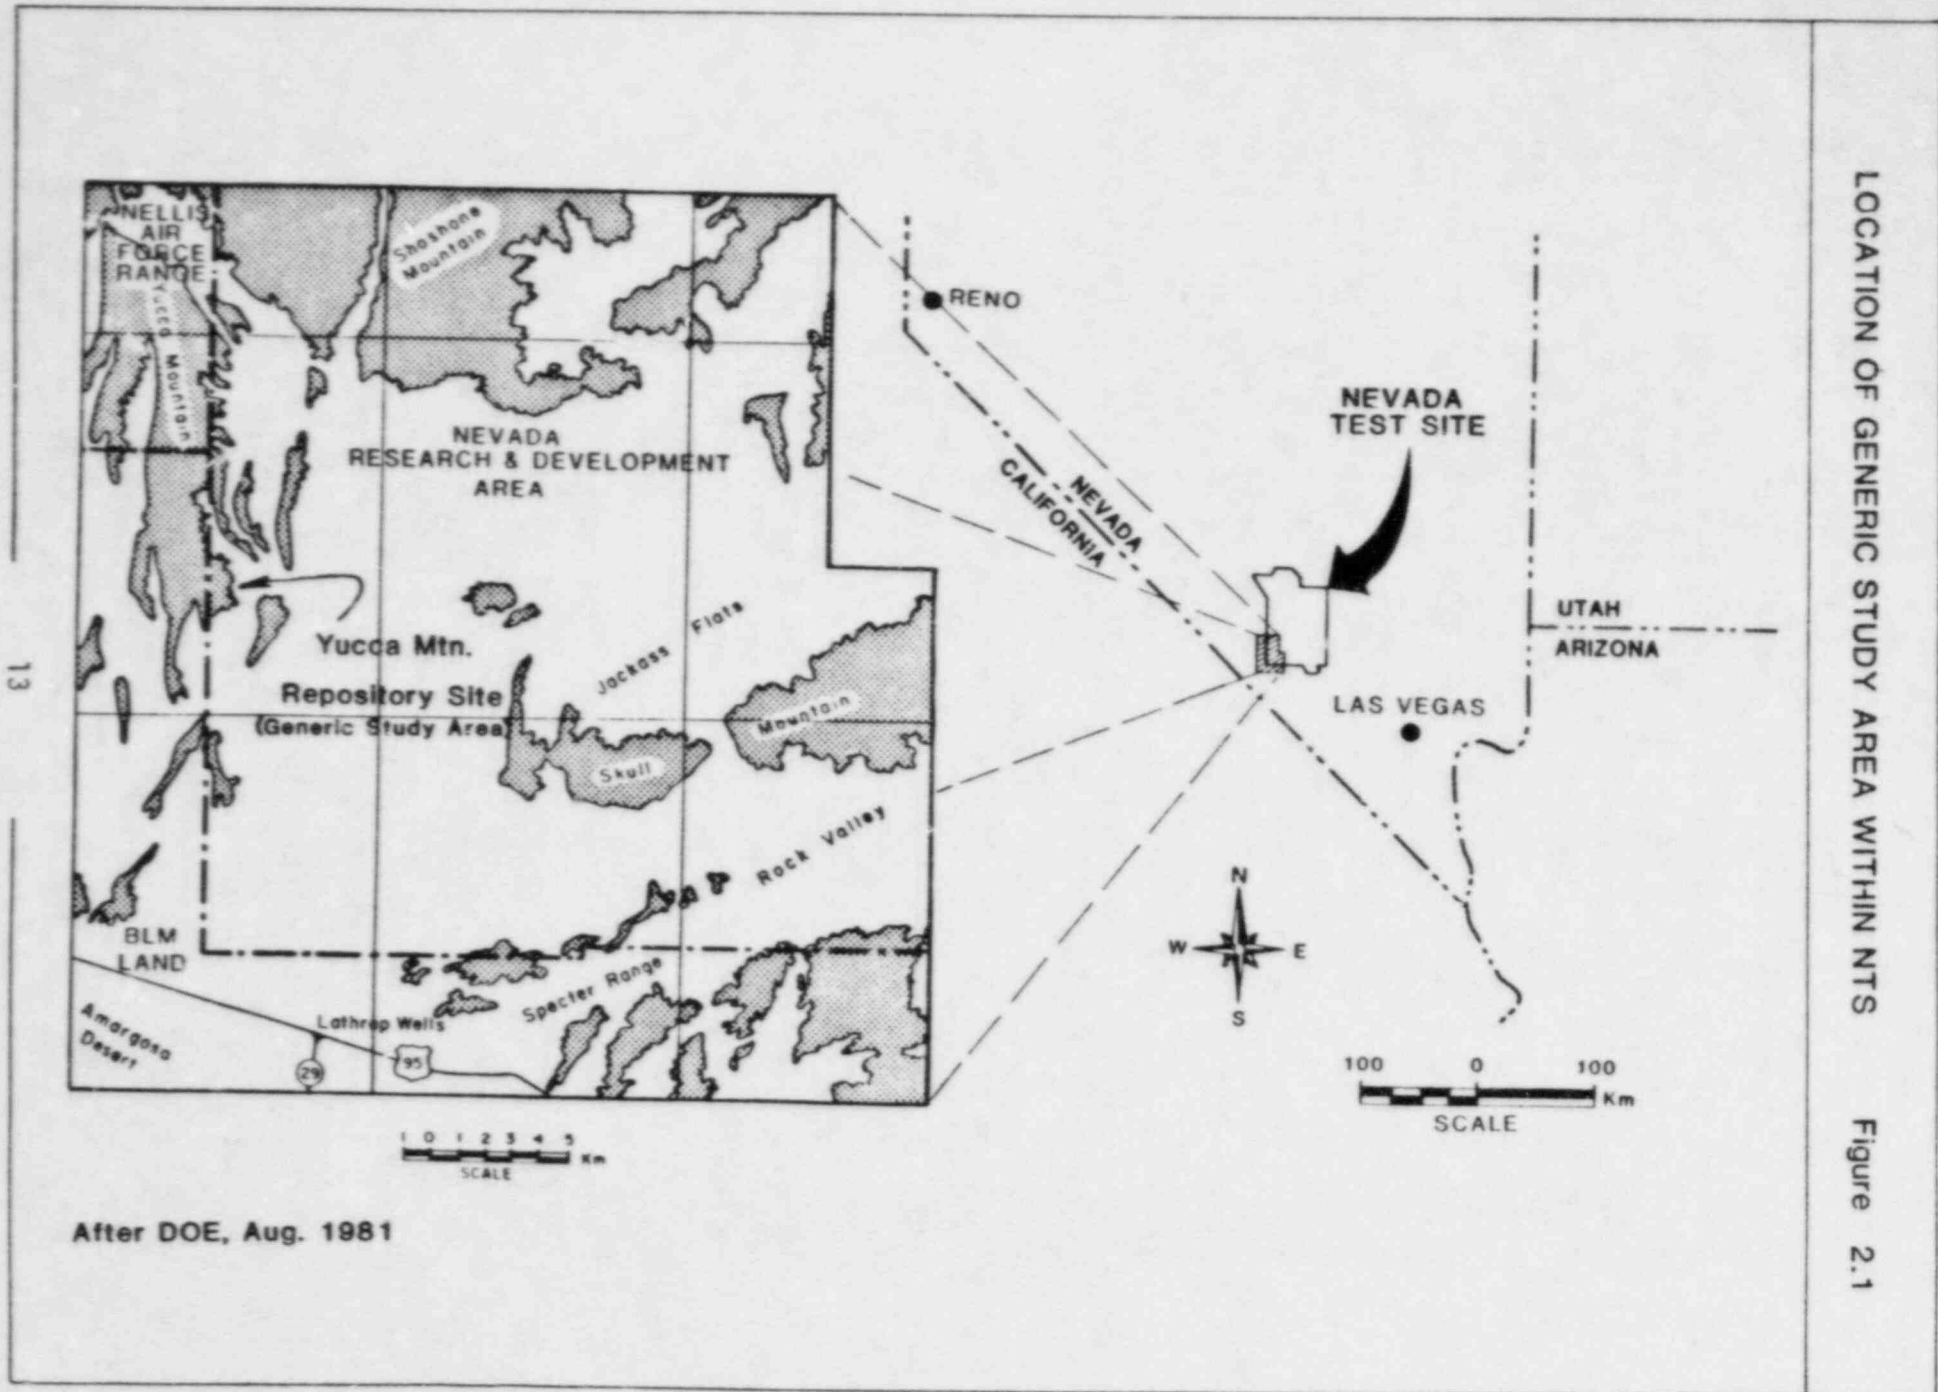 NELLIS
AIR
FORCE
RANGE
Yucca Mountain
Shoshone
Mountain
NEVADA
RESEARCH & DEVELOPMENT
AREA
Yucca Mtn.
Repository Site
(Generic Study Area)
Jackass Flats
Skull
Mountain
Rock Valley
BLM
LAND
Specter Range
Lathrop Wells
Amargosa
Desert
29
95
1 0 1 2 3 4 5
Km
SCALE
After DOE, Aug. 1981
RENO
NEVADA
CALIFORNIA
NEVADA
TEST SITE
UTAH
ARIZONA
LAS VEGAS
N
W E
S
100 0 100
Km
SCALE
LOCATION OF GENERIC STUDY AREA WITHIN NTS Figure 2.1
13